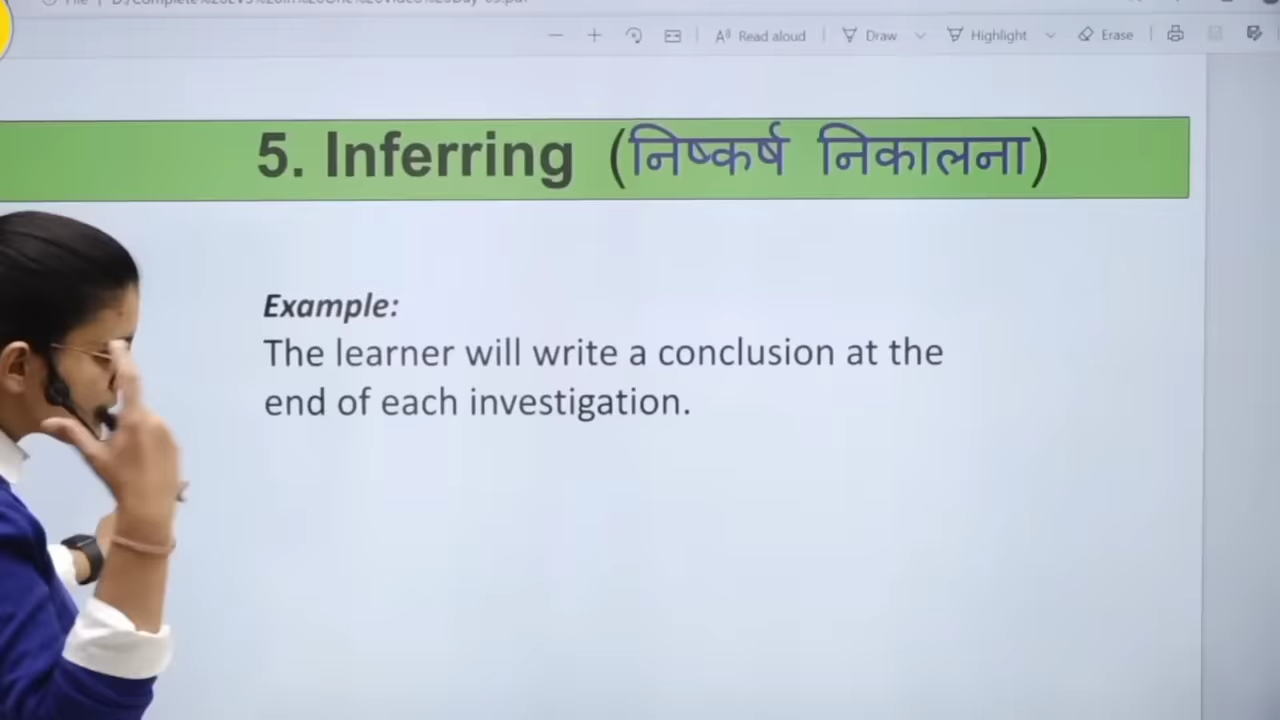 Read aloud
Draw
Highlight
Erase
5. Inferring (निष्कर्ष निकालना)
Example:
The learner will write a conclusion at the
end of each investigation.